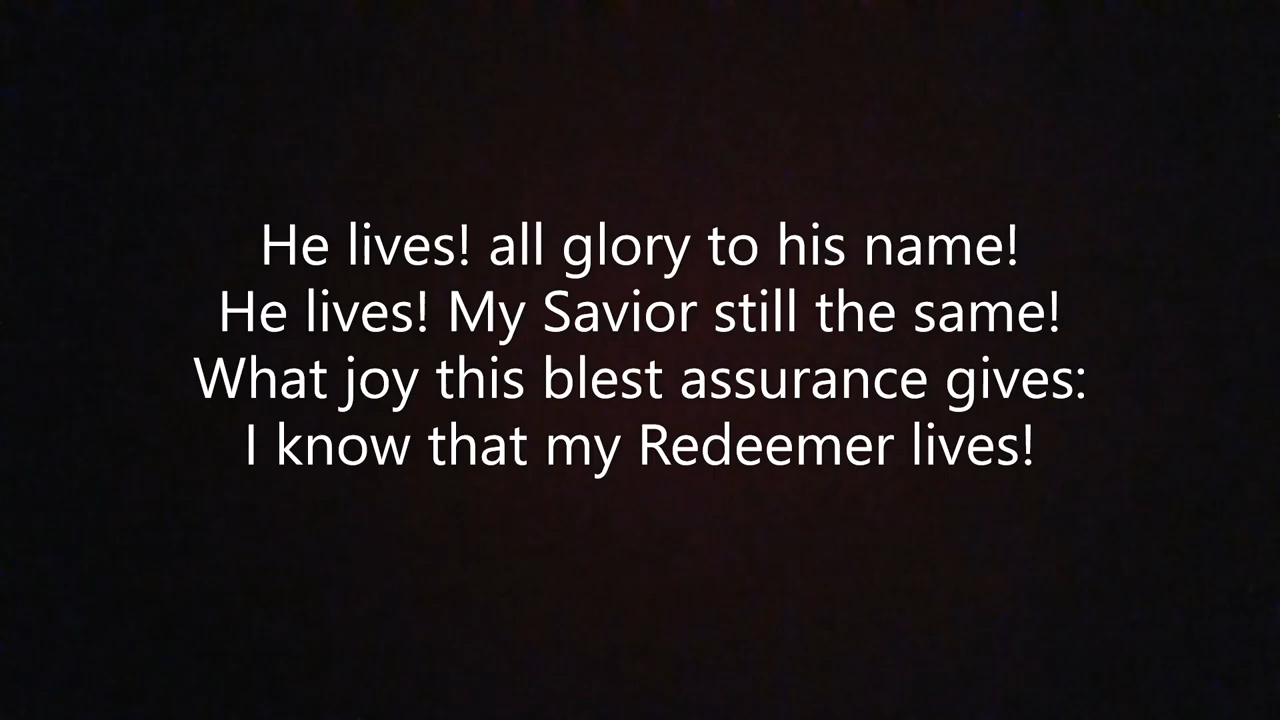 He lives! all glory to his name!
He lives! My Savior still the same!
What joy this blest assurance gives:
I know that my Redeemer lives!